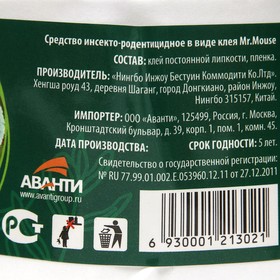 Средство инсекто-родентицидное в виде клея Mr.Mouse
СОСТАВ: клей постоянной липкости, пленка.
ПРОИЗВОДИТЕЛЬ: «Нингбо Инжоу Бестуин Коммодити Ко.Лтд»,
Хенгша роуд 43, деревня Шаганг, город Донгкиано, район Инжоу,
Нингбо 315157, Китай.
ИМПОРТЕР: ООО «Аванти», 125499, Россия, г. Москва,
Кронштадтский бульвар, д. 39, корп. 1, пом. 1, ком. 45.
ДАТА ПРОИЗВОДСТВА: СРОК ГОДНОСТИ: 5 лет.
Свидетельство о государственной регистрации:
№ RU 77.99.01.002.Е.053960.12.11 от 27.12.2011
АВАНТИ
www.avantigroup.ru
РСТ
6 930001 213021